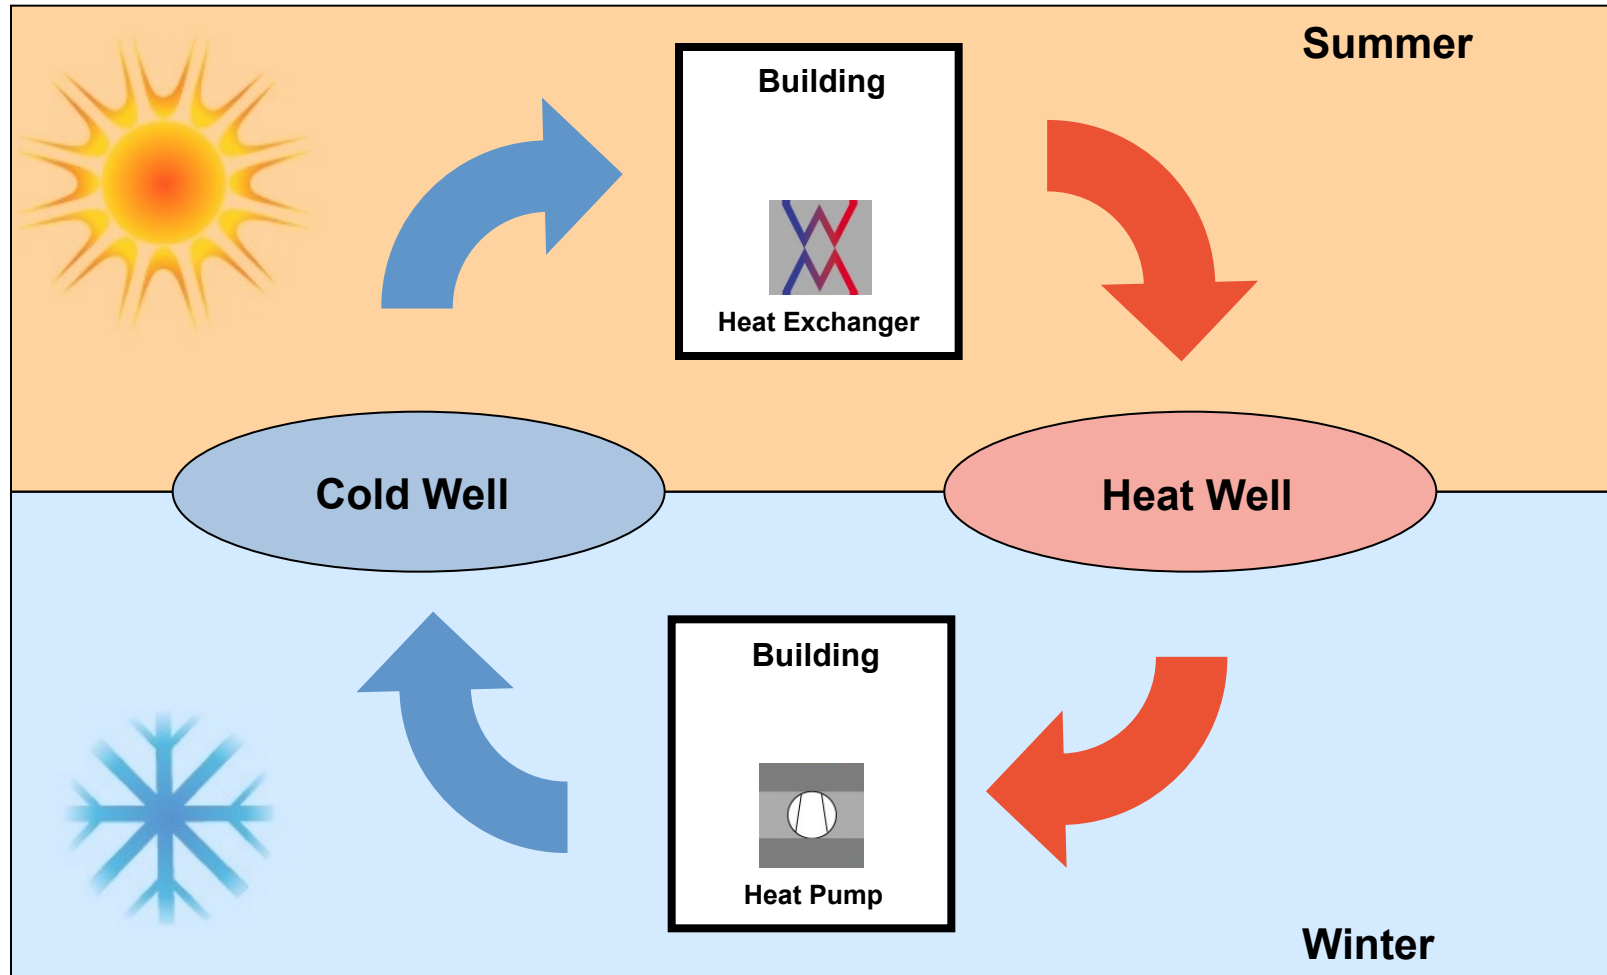 Summer
Building
Heat Exchanger
Cold Well
Heat Well
Building
Heat Pump
Winter